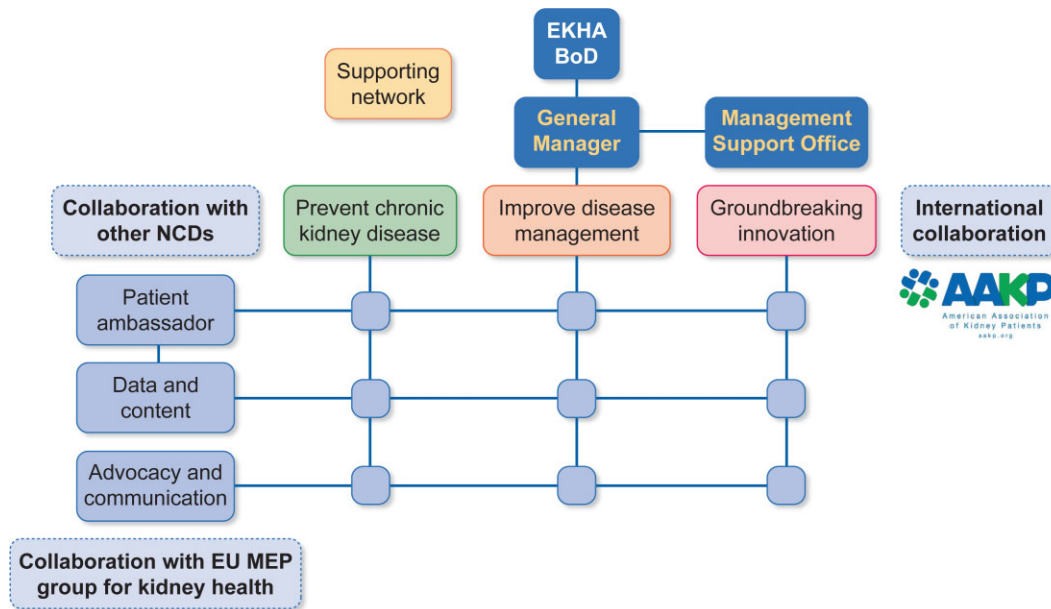 EKHA
BoD
Supporting
network
General
Manager
Management
Support Office
Collaboration with
other NCDs
Prevent chronic
kidney disease
Improve disease
management
Groundbreaking
innovation
International
collaboration
AAKP
American Association
of Kidney Patients
aakp.org
Patient
ambassador
Data and
content
Advocacy and
communication
Collaboration with EU MEP
group for kidney health